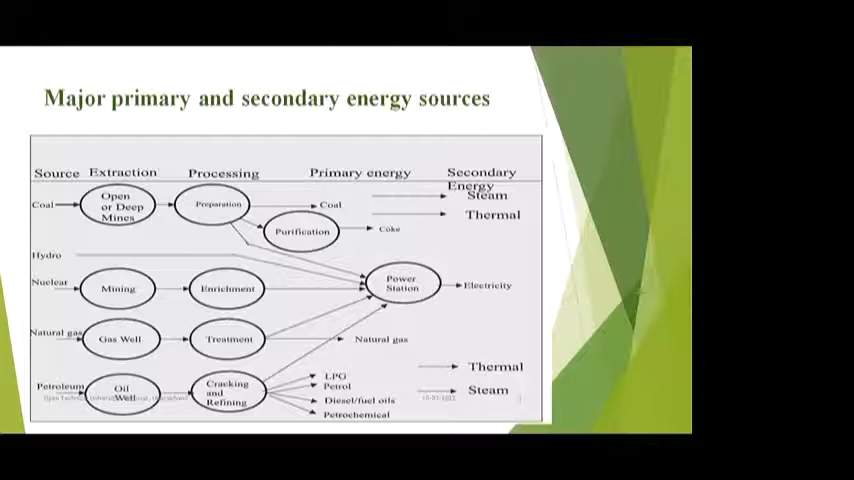 Major primary and secondary energy sources
Source Extraction Processing Primary energy Secondary Energy
Coal Open or Deep Mines Preparation Coal Steam
Thermal
Purification Coke
Hydro
Nuclear Mining Enrichment Power Station Electricity
Natural gas Gas Well Treatment Natural gas
Thermal
Petroleum Oil Well Cracking and Refining LPG
Petrol
Steam
Diesel/fuel oils
Petrochemical
Open